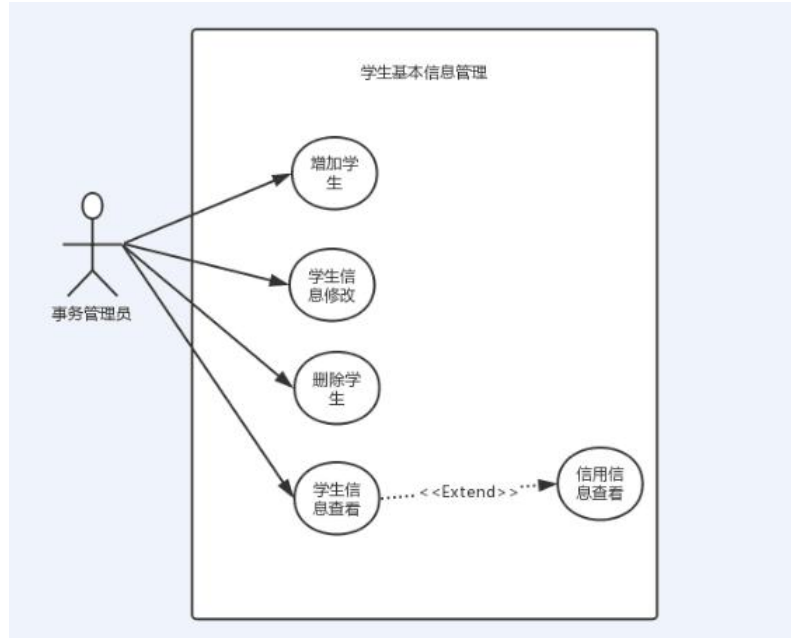 学生基本信息管理
增加学
生
学生信
息修改
事务管理员
删除学
生
学生信
息查看
<<Extend>>
信用信
息查看